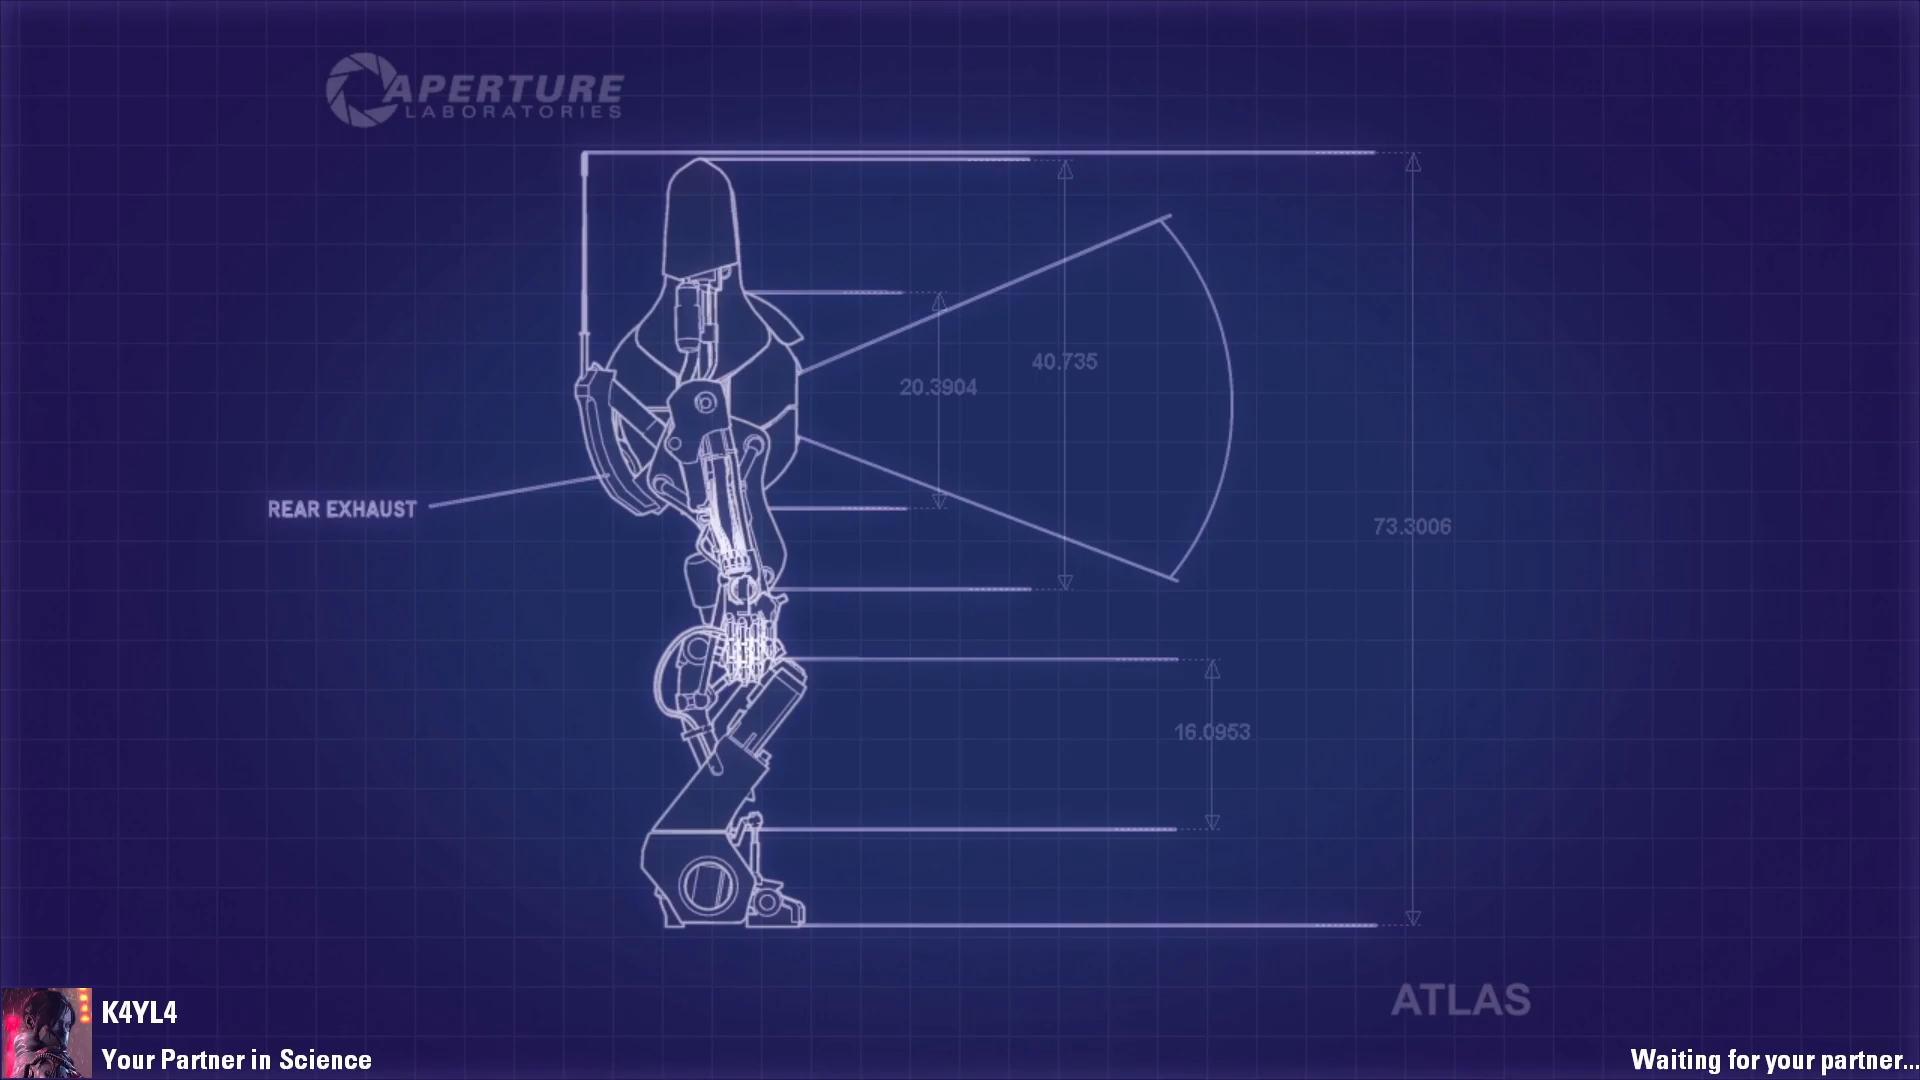 APERTURE
LABORATORIES
40.735
20.3904
REAR EXHAUST
73.3006
16.0953
ATLAS
K4YL4
Your Partner in Science
Waiting for your partner...